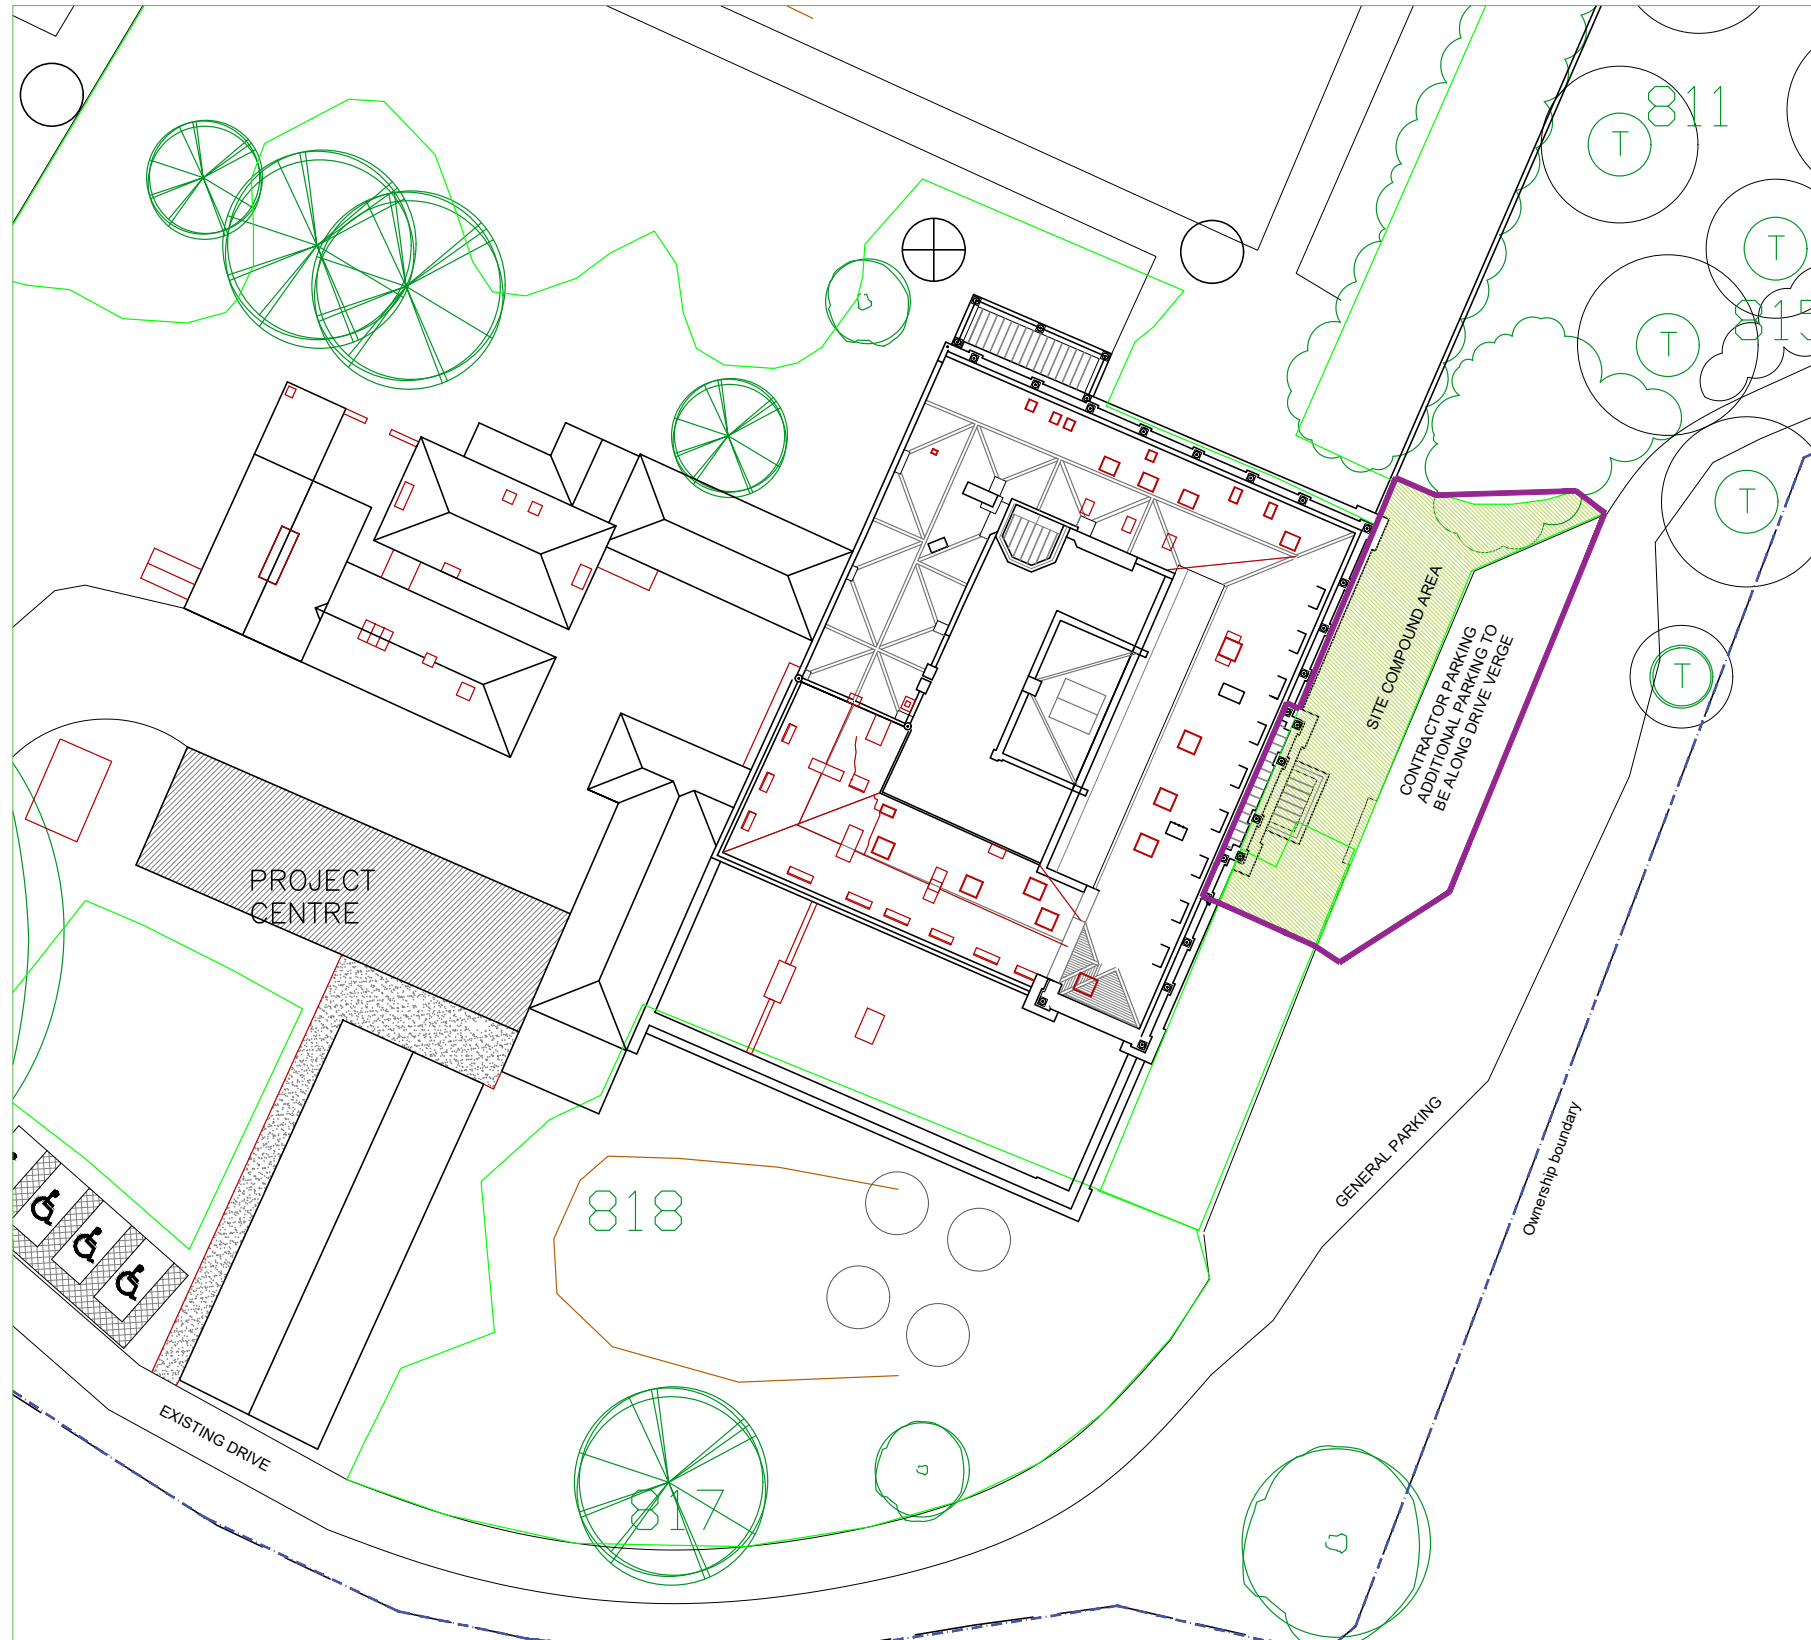 811
T
T
815
T
T
SITE COMPOUND AREA
CONTRACTOR PARKING
ADDITIONAL PARKING TO
BE ALONG DRIVE VERGE
T
PROJECT
CENTRE
GENERAL PARKING
Ownership boundary
818
EXISTING DRIVE
817